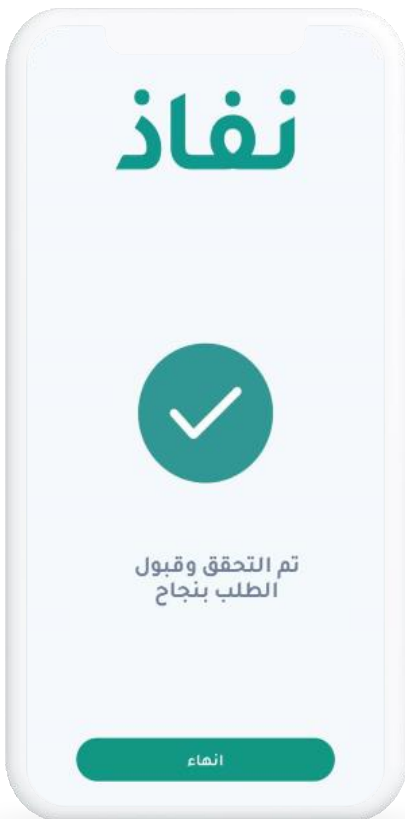 نفاذ
تم التحقق وقبول
الطلب بنجاح
انهاء